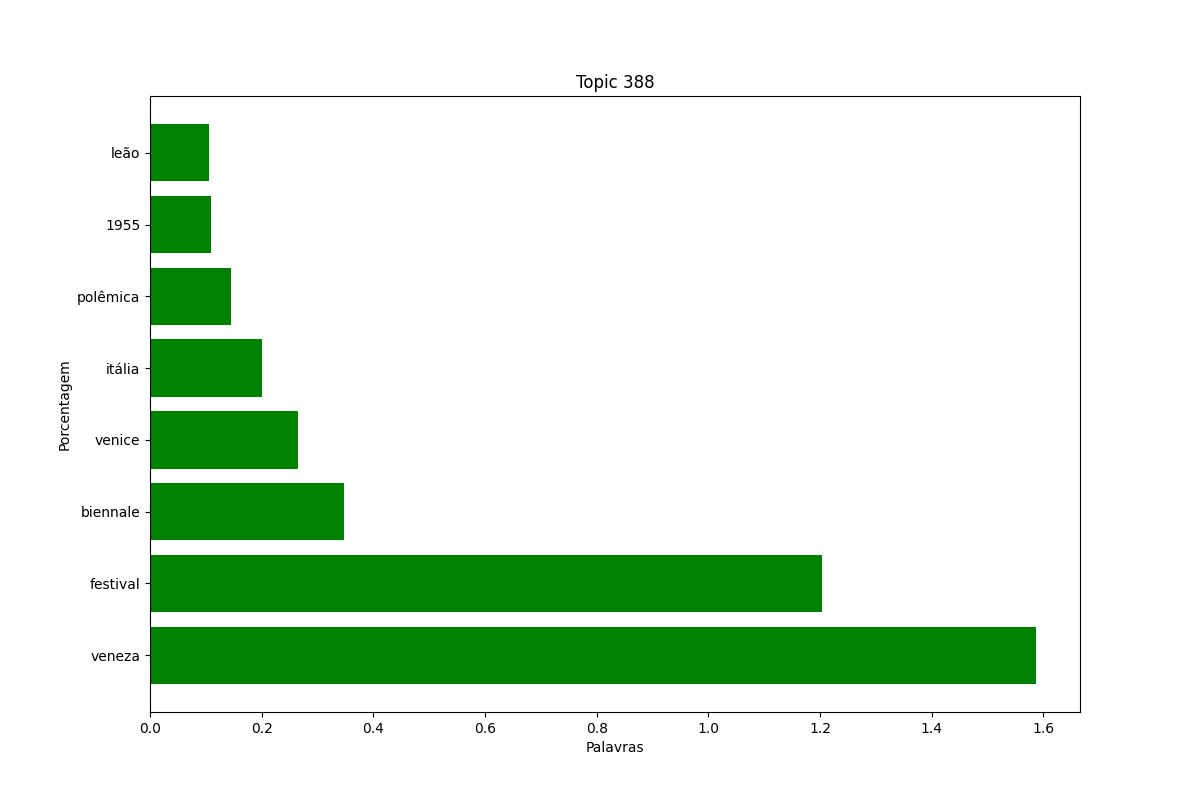 Topic 388
leão
1955
polêmica
itália
venice
biennale
festival
veneza
Porcentagem
0.0 0.2 0.4 0.6 0.8 1.0 1.2 1.4 1.6
Palavras